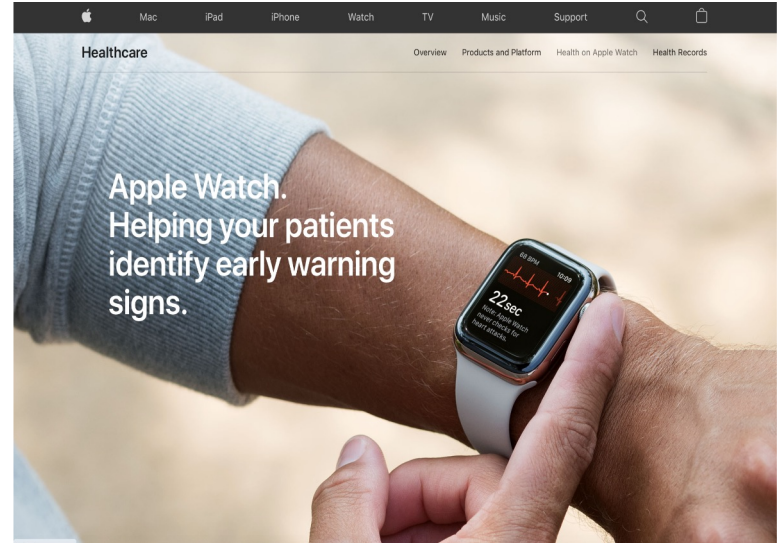 Mac iPad iPhone Watch TV Music Support
Healthcare
Overview Products and Platform Health on Apple Watch Health Records
Apple Watch.
Helping your patients
identify early warning
signs.
68 BPM 10:09
22sec
Note: Apple Watch
never checks for
heart attacks.